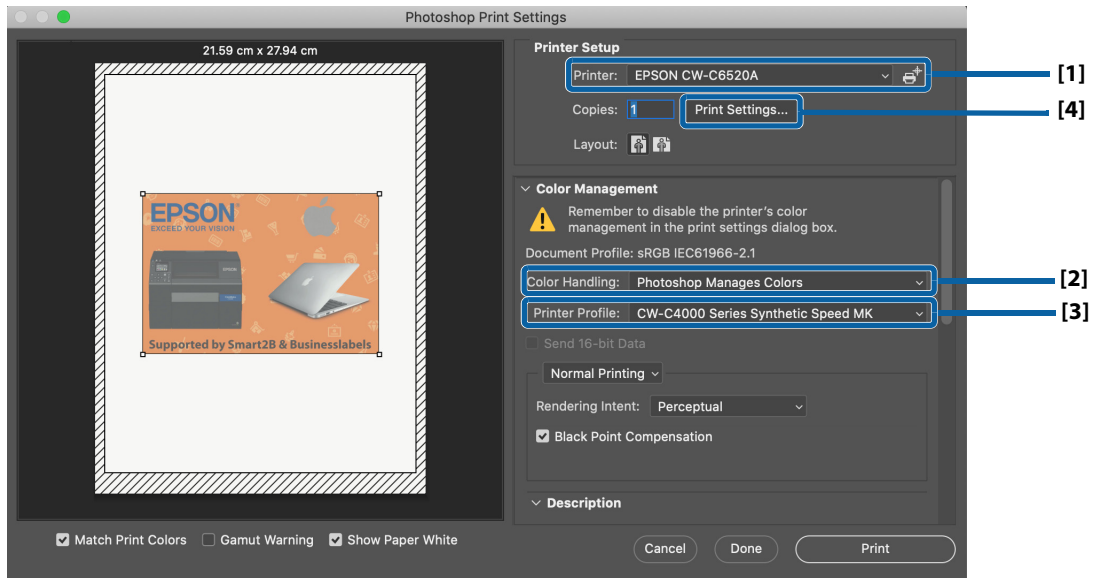 Photoshop Print Settings
21.59 cm x 27.94 cm
EPSON
EXCEED YOUR VISION
Supported by Smart2B & Businesslabels
Match Print Colors
Gamut Warning
Show Paper White
Printer Setup
Printer: EPSON CW-C6520A
[1]
Copies: 1 Print Settings...
[4]
Layout:
Color Management
Remember to disable the printer's color
management in the print settings dialog box.
Document Profile: sRGB IEC61966-2.1
Color Handling: Photoshop Manages Colors
[2]
Printer Profile: CW-C4000 Series Synthetic Speed MK
[3]
Send 16-bit Data
Normal Printing
Rendering Intent: Perceptual
Black Point Compensation
Description
Cancel Done Print